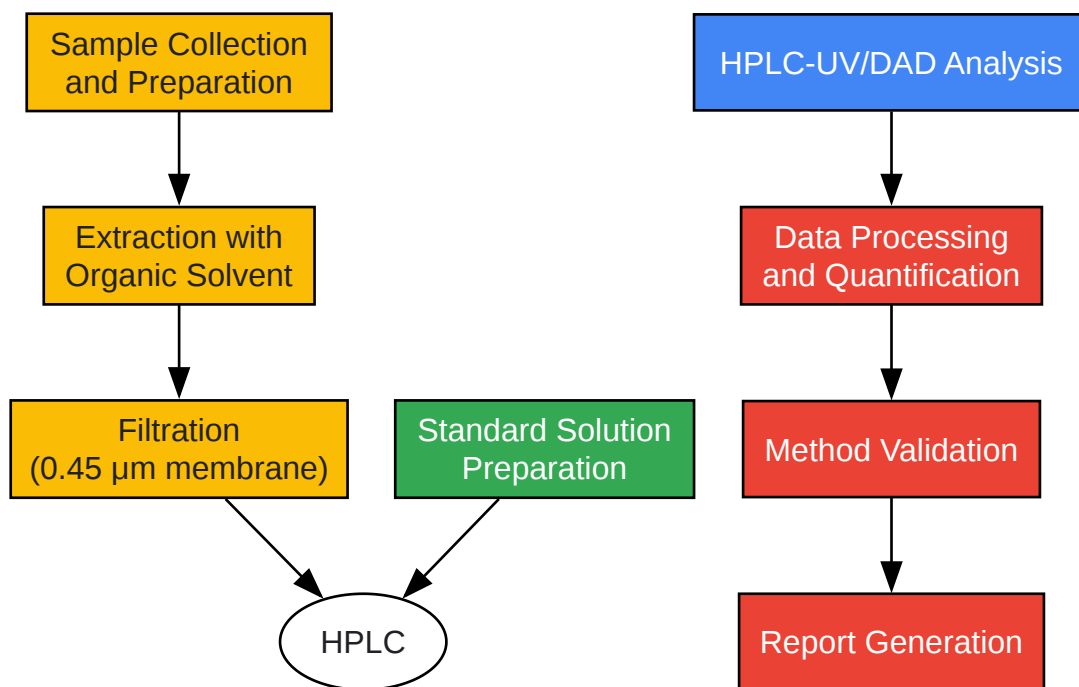 Sample Collection
and Preparation
Extraction with
Organic Solvent
Filtration
(0.45 μm membrane)
Standard Solution
Preparation
HPLC
HPLC-UV/DAD Analysis
Data Processing
and Quantification
Method Validation
Report Generation